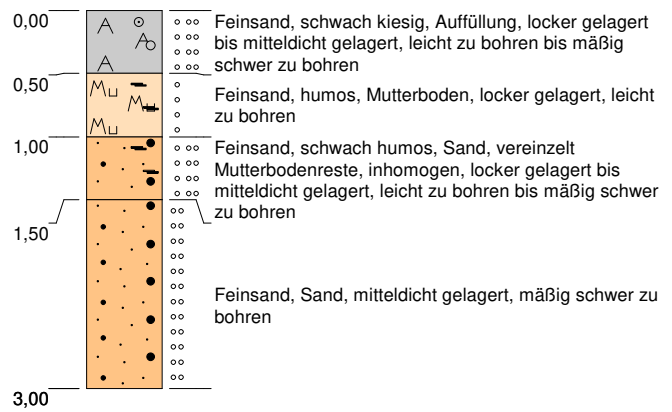 0,00
Feinsand, schwach kiesig, Auffüllung, locker gelagert
bis mitteldicht gelagert, leicht zu bohren bis mäßig
schwer zu bohren
A
A
A
0,50
Feinsand, humos, Mutterboden, locker gelagert, leicht
zu bohren
Mu
Mu
Mu
1,00
Feinsand, schwach humos, Sand, vereinzelt
Mutterbodenreste, inhomogen, locker gelagert bis
mitteldicht gelagert, leicht zu bohren bis mäßig schwer
zu bohren
1,50
Feinsand, Sand, mitteldicht gelagert, mäßig schwer zu
bohren
3,00